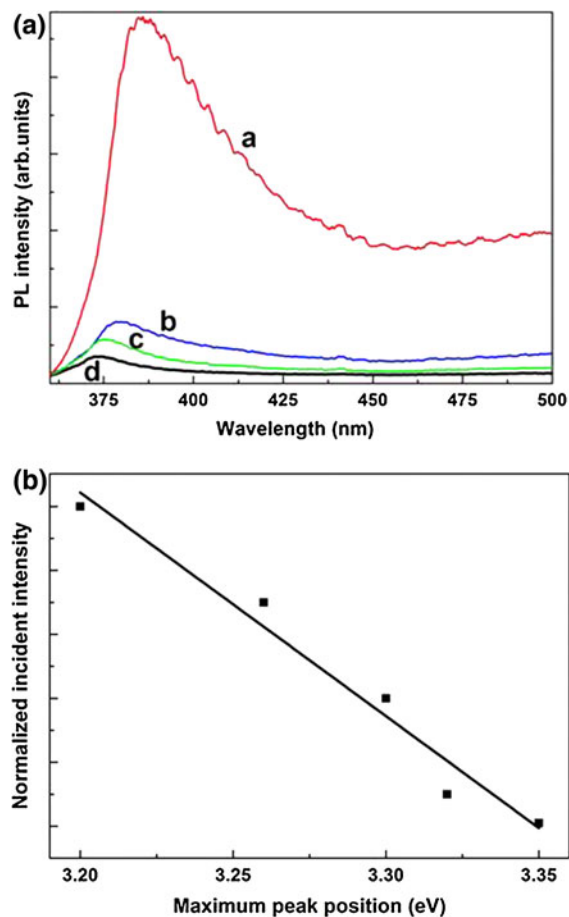 (a)
PL intensity (arb.units)
a
b
c
d
375 400 425 450 475 500
Wavelength (nm)
(b)
Normalized incident intensity
3.20 3.25 3.30 3.35
Maximum peak position (eV)